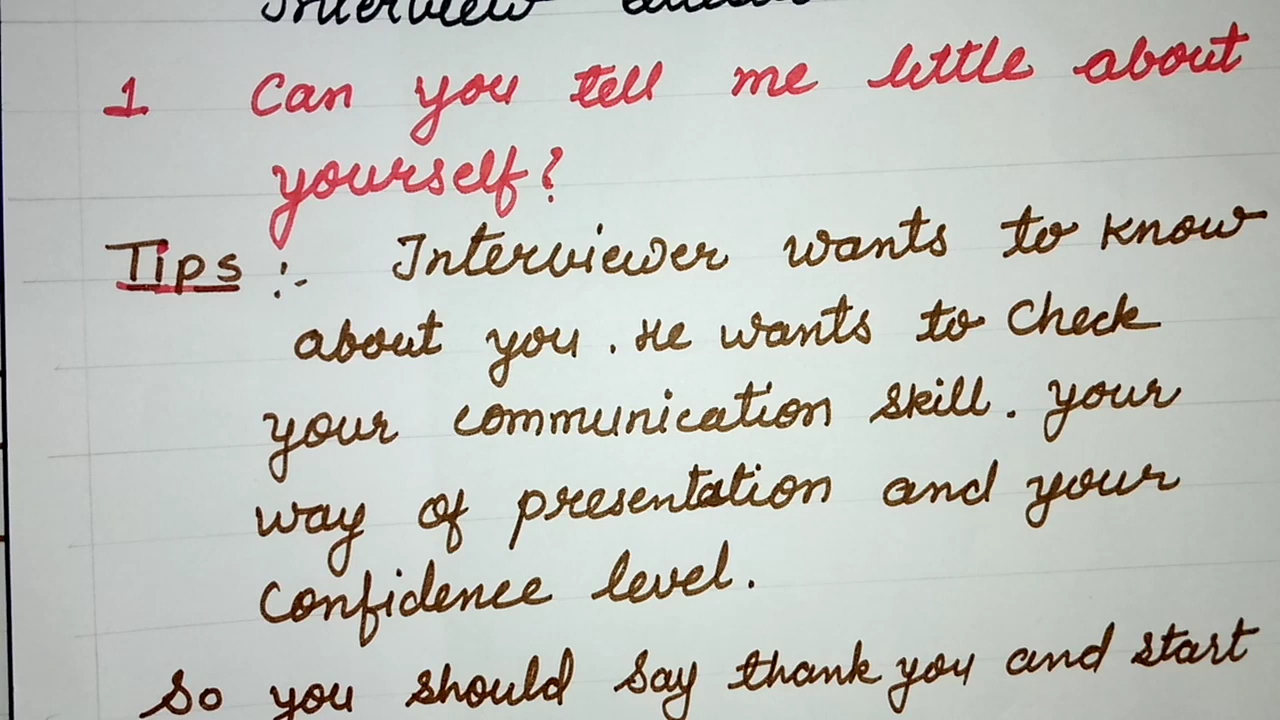 Interview
1 Can you tell me little about
yourself?
Tips :- Interviewer wants to know
about you. He wants to Check
your communication skill. your
way of presentation and your
Confidence level.
So you should say thank you and start